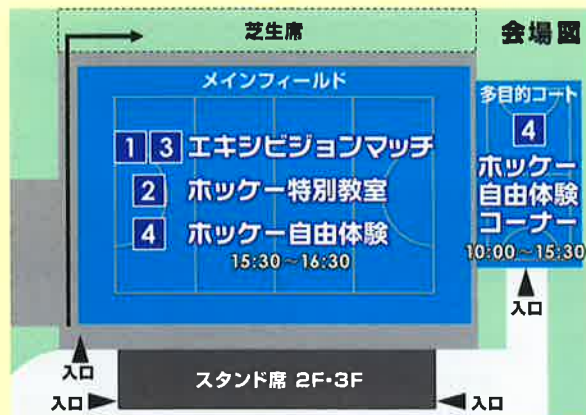 芝生席
会場図
メインフィールド
1 3 エキシビジョンマッチ
2 ホッケー特別教室
4 ホッケー自由体験
15:30~16:30
多目的コート
4
ホッケー
自由体験
コーナー
10:00~15:30
入口
入口
スタンド席 2F・3F
入口
入口